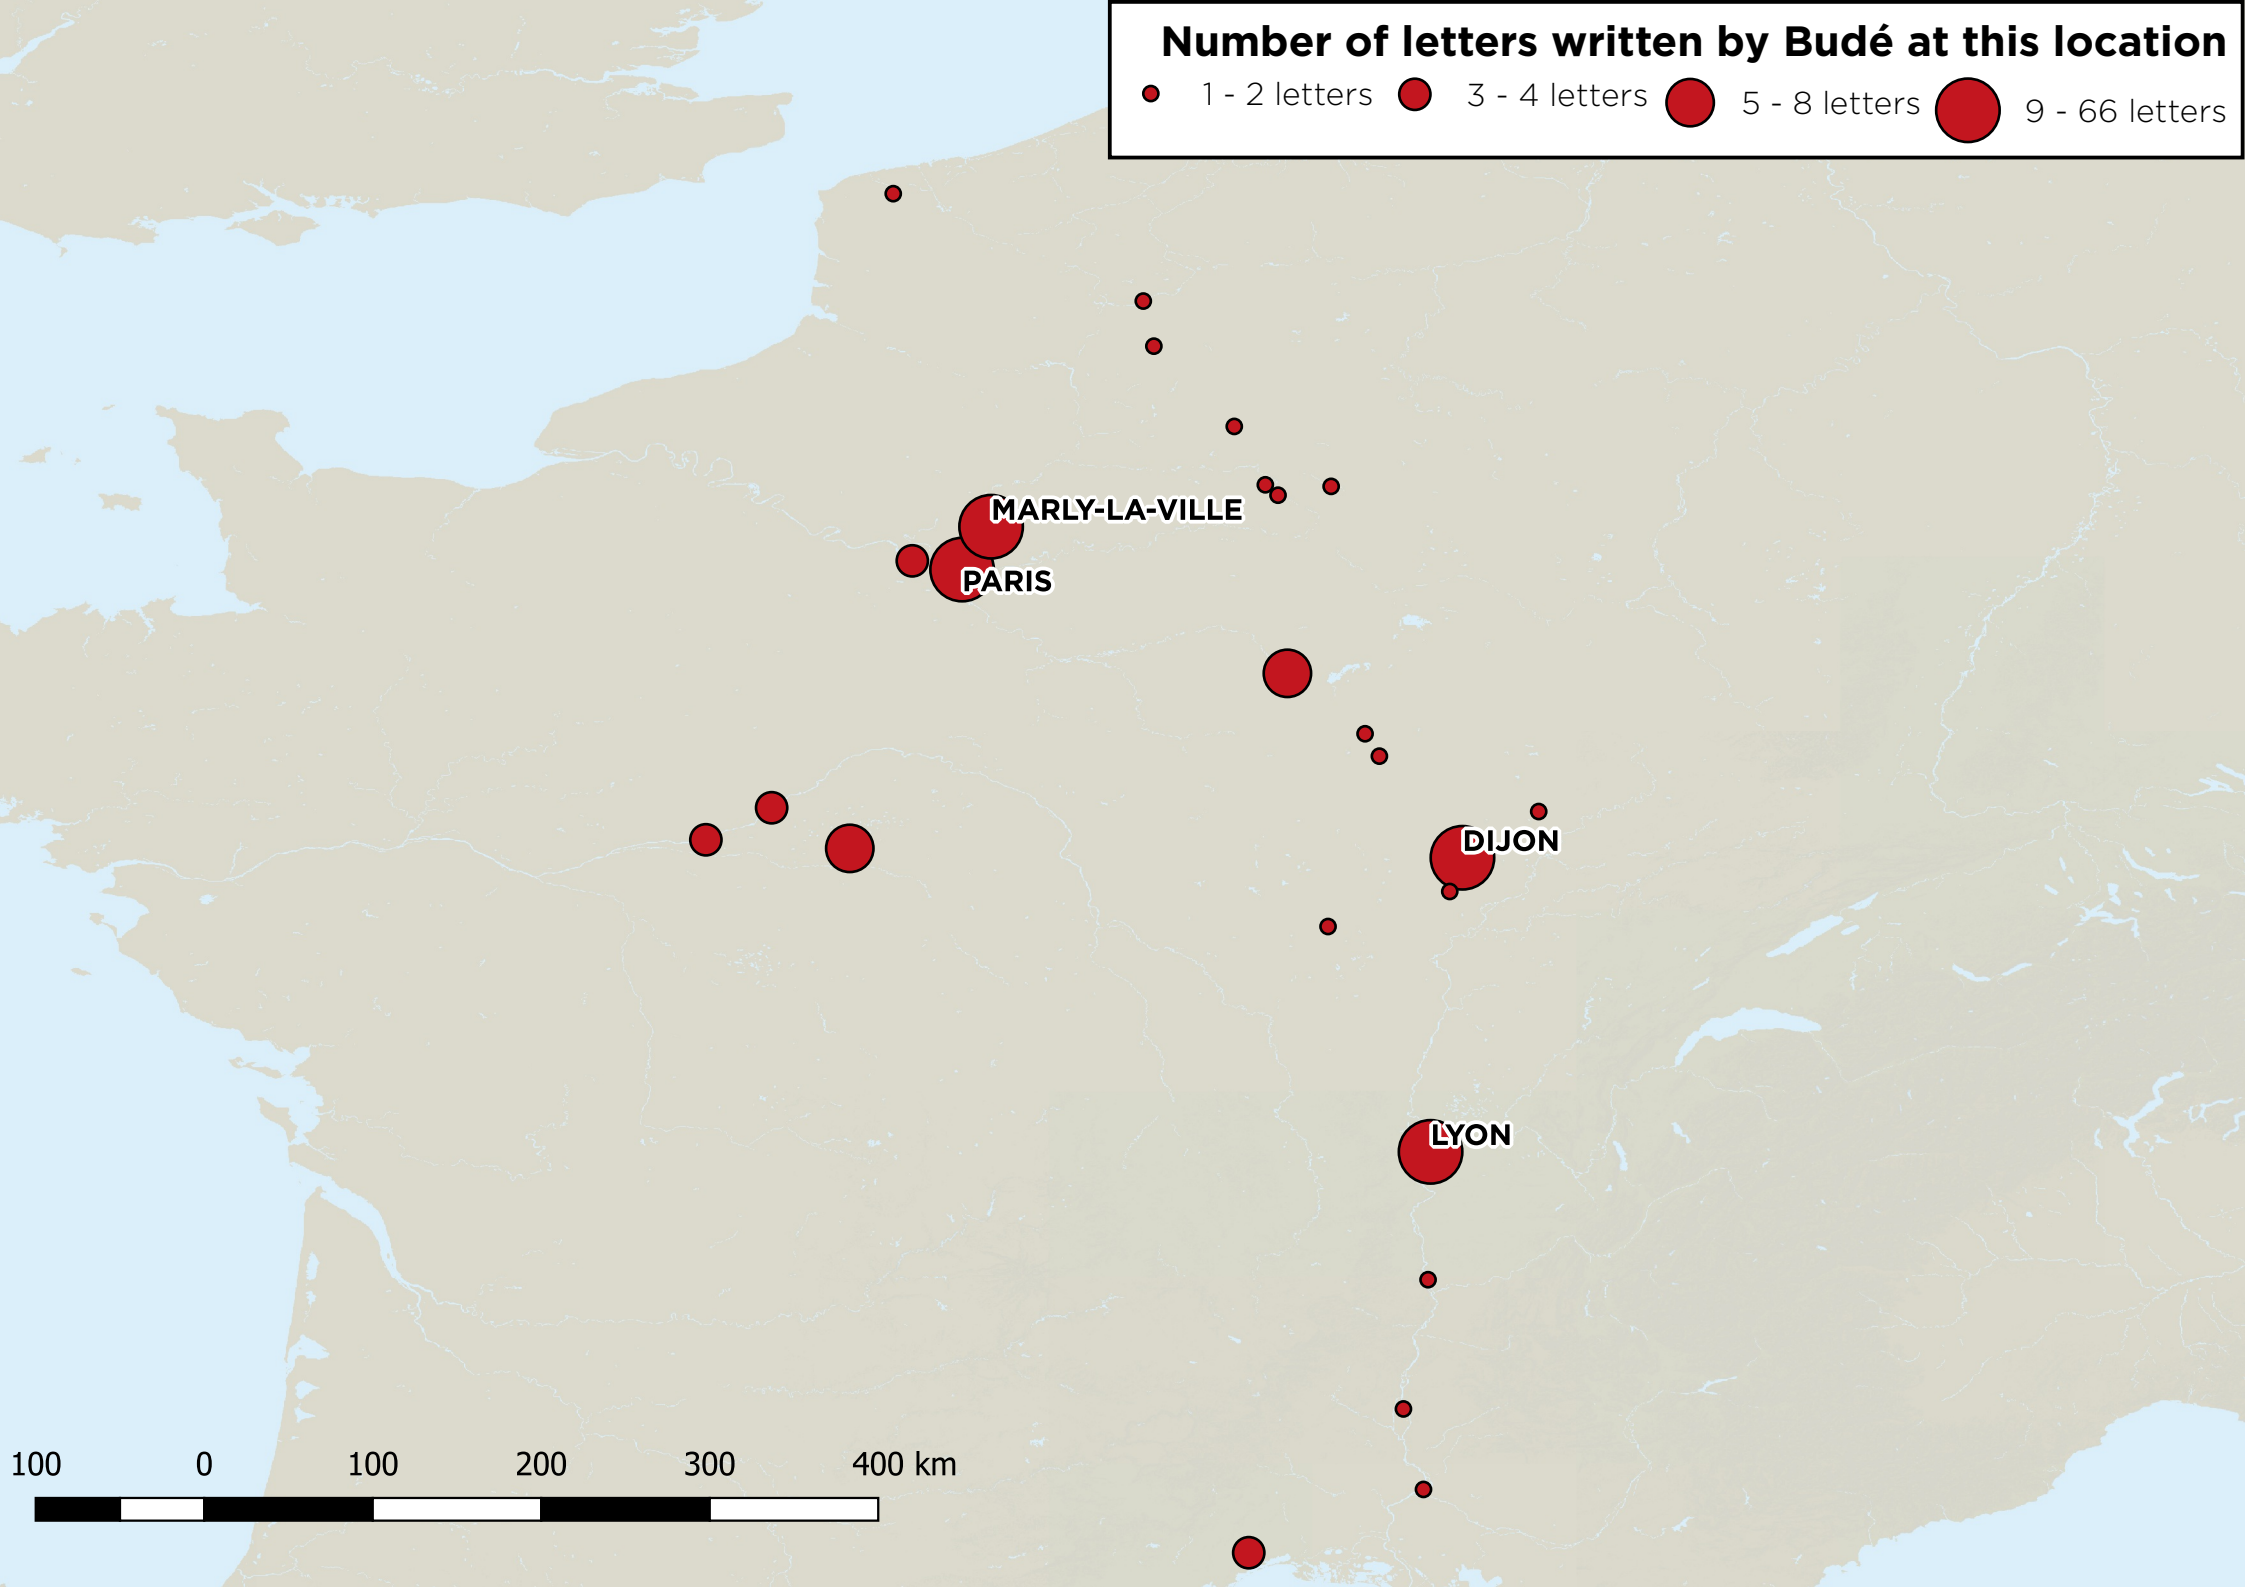 Number of letters written by Budé at this location
1 - 2 letters 3 - 4 letters 5 - 8 letters 9 - 66 letters
MARLY-LA-VILLE
PARIS
DIJON
LYON
100 0 100 200 300 400 km